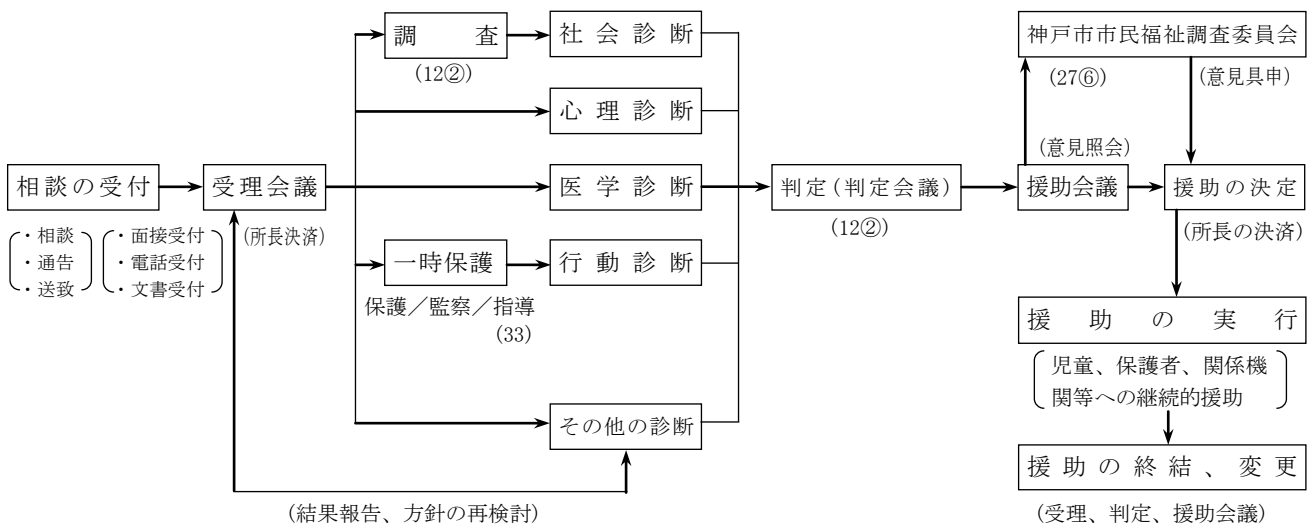 調査
社会診断
(12②)
心理診断
神戸市市民福祉調査委員会
(27⑥)
(意見具申)
(意見照会)
相談の受付
受理会議
医学診断
判定(判定会議)
援助会議
援助の決定
・相談
・通告
・送致
・面接受付
・電話受付
・文書受付
(所長決済)
(12②)
(所長の決済)
一時保護
行動診断
保護／監察／指導
(33)
援助の実行
児童、保護者、関係機
関等への継続的援助
その他の診断
援助の終結、変更
(結果報告、方針の再検討)
(受理、判定、援助会議)